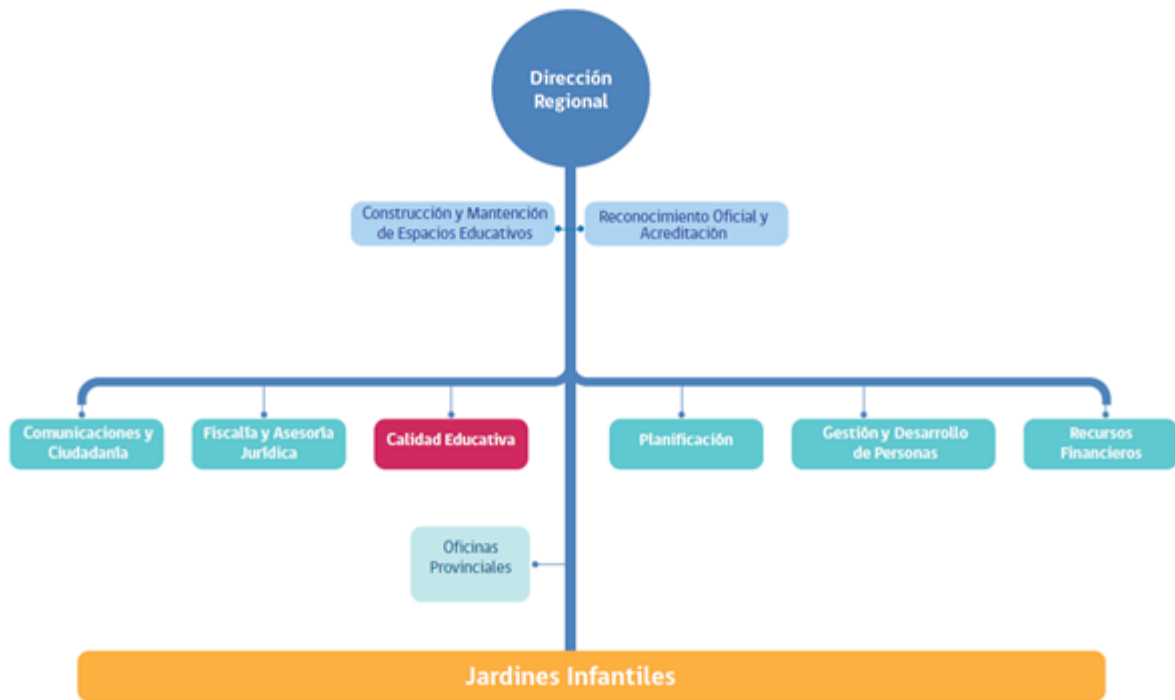 Dirección
Regional
Construcción y Mantención
de Espacios Educativos
Reconocimiento Oficial y
Acreditación
Comunicaciones y
Ciudadanía
Fiscalía y Asesoría
Jurídica
Calidad Educativa
Planificación
Gestión y Desarrollo
de Personas
Recursos
Financieros
Oficinas
Provinciales
Jardines Infantiles